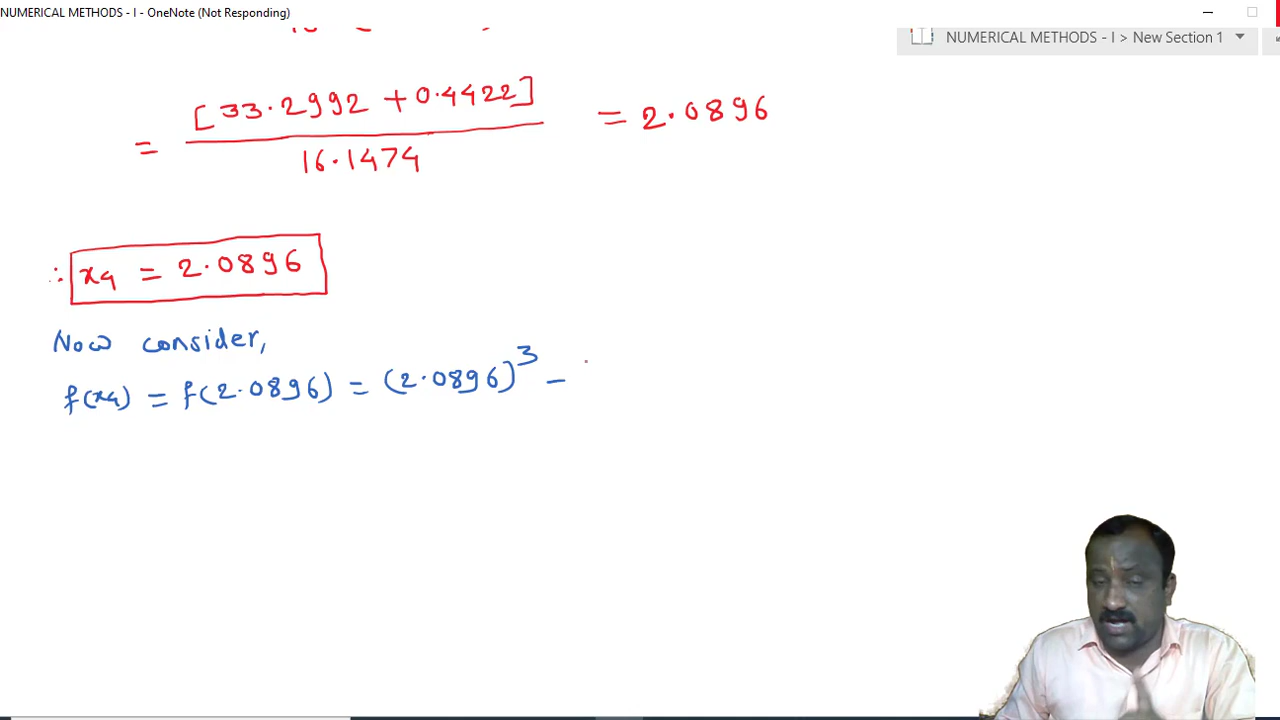 NUMERICAL METHODS - I - OneNote (Not Responding)
NUMERICAL METHODS - I > New Section 1
= [33.2992 + 0.4422] / 16.1474 = 2.0896
∴ x4 = 2.0896
Now consider,
f(x4) = f(2.0896) = (2.0896)^3 -